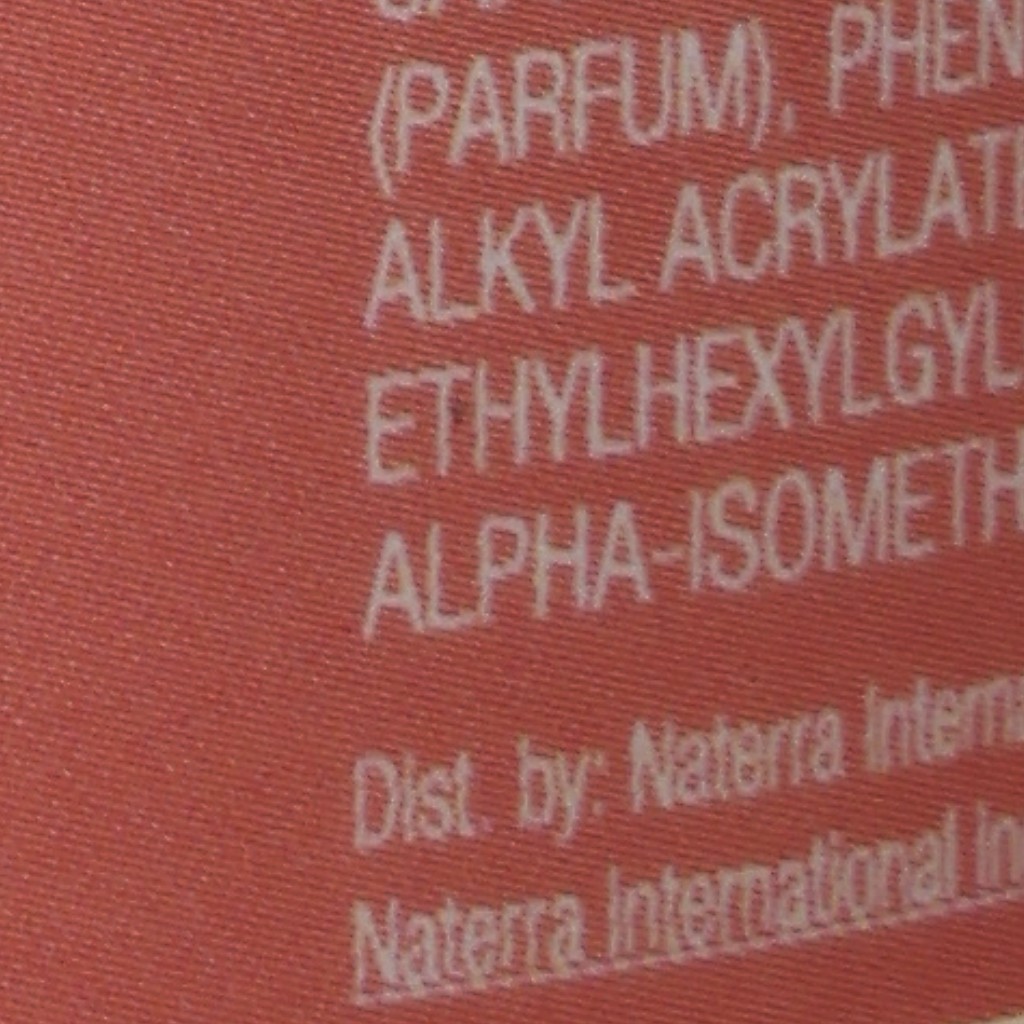 (PARFUM), PHEN
ALKYL ACRYLAT
ETHYLHEXYLGYL
ALPHA-ISOMETH
Dist. by: Naterra Interna
Naterra International In